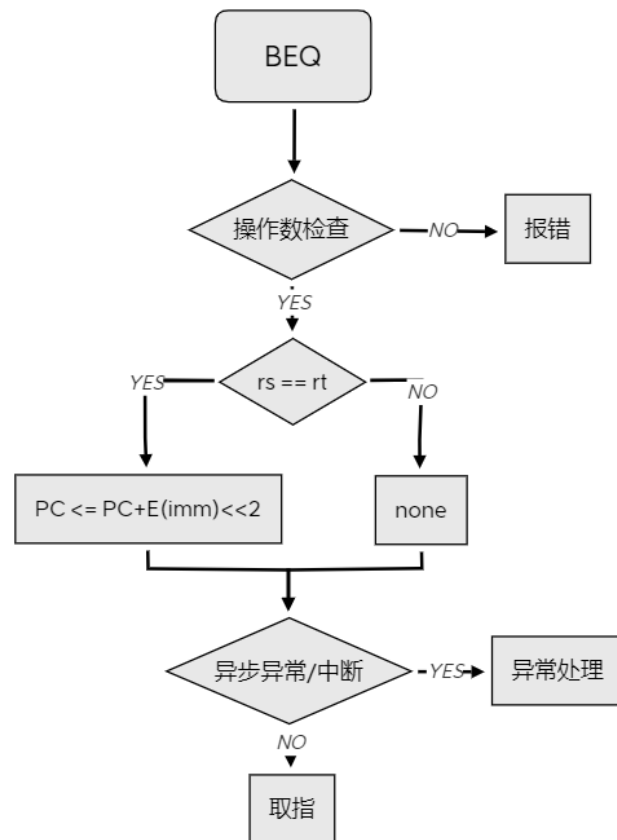 BEQ
操作数检查
NO
报错
YES
rs == rt
YES
NO
PC <= PC+E(imm)<<2
none
异步异常/中断
YES
异常处理
NO
取指